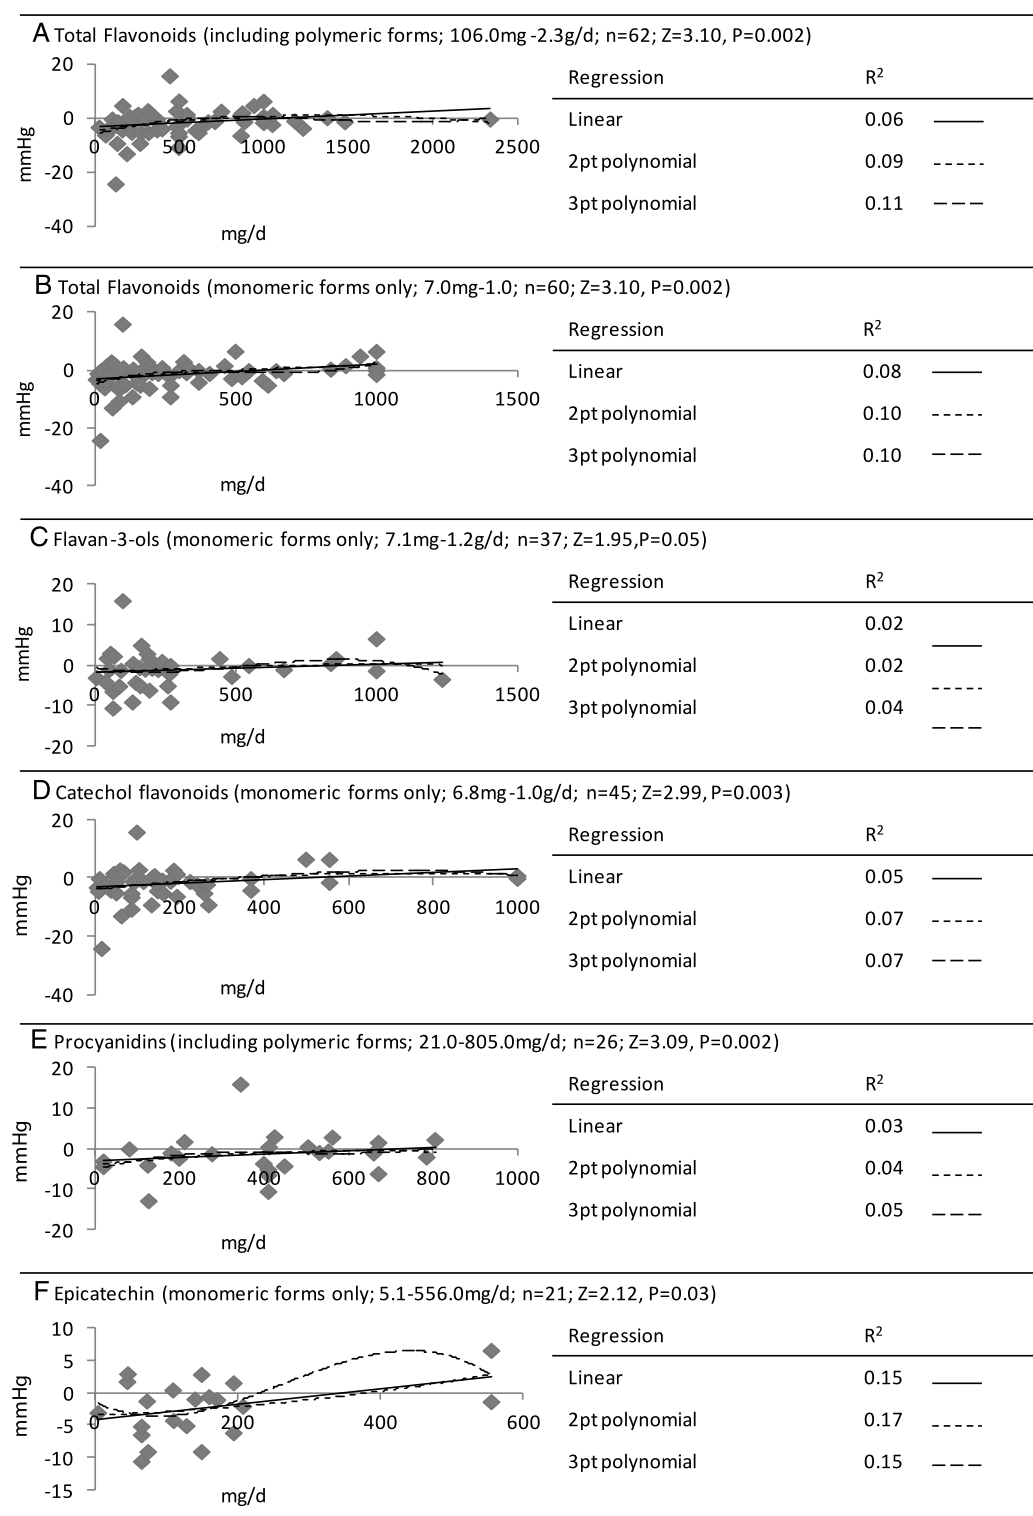 A Total Flavonoids (including polymeric forms; 106.0mg-2.3g/d; n=62; Z=3.10, P=0.002)
20
0
-20
-40
mmHg
0 500 1000 1500 2000 2500
mg/d
Regression R²
Linear 0.06
2pt polynomial 0.09
3pt polynomial 0.11
B Total Flavonoids (monomeric forms only; 7.0mg-1.0; n=60; Z=3.10, P=0.002)
20
0
-20
-40
mmHg
0 500 1000 1500
mg/d
Regression R²
Linear 0.08
2pt polynomial 0.10
3pt polynomial 0.10
C Flavan-3-ols (monomeric forms only; 7.1mg-1.2g/d; n=37; Z=1.95,P=0.05)
20
10
0
-10
-20
mmHg
0 500 1000 1500
mg/d
Regression R²
Linear 0.02
2pt polynomial 0.02
3pt polynomial 0.04
D Catechol flavonoids (monomeric forms only; 6.8mg-1.0g/d; n=45; Z=2.99, P=0.003)
20
0
-20
-40
mmHg
0 200 400 600 800 1000
mg/d
Regression R²
Linear 0.05
2pt polynomial 0.07
3pt polynomial 0.07
E Procyanidins (including polymeric forms; 21.0-805.0mg/d; n=26; Z=3.09, P=0.002)
20
10
0
-10
-20
mmHg
0 200 400 600 800 1000
mg/d
Regression R²
Linear 0.03
2pt polynomial 0.04
3pt polynomial 0.05
F Epicatechin (monomeric forms only; 5.1-556.0mg/d; n=21; Z=2.12, P=0.03)
10
5
0
-5
-10
-15
mmHg
0 200 400 600
mg/d
Regression R²
Linear 0.15
2pt polynomial 0.17
3pt polynomial 0.15